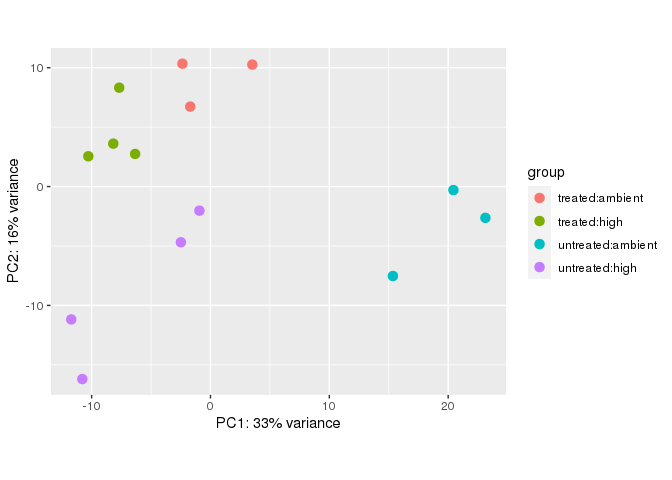 10
0
-10
PC2: 16% variance
-10
0
10
20
PC1: 33% variance
group
treated:ambient
treated:high
untreated:ambient
untreated:high